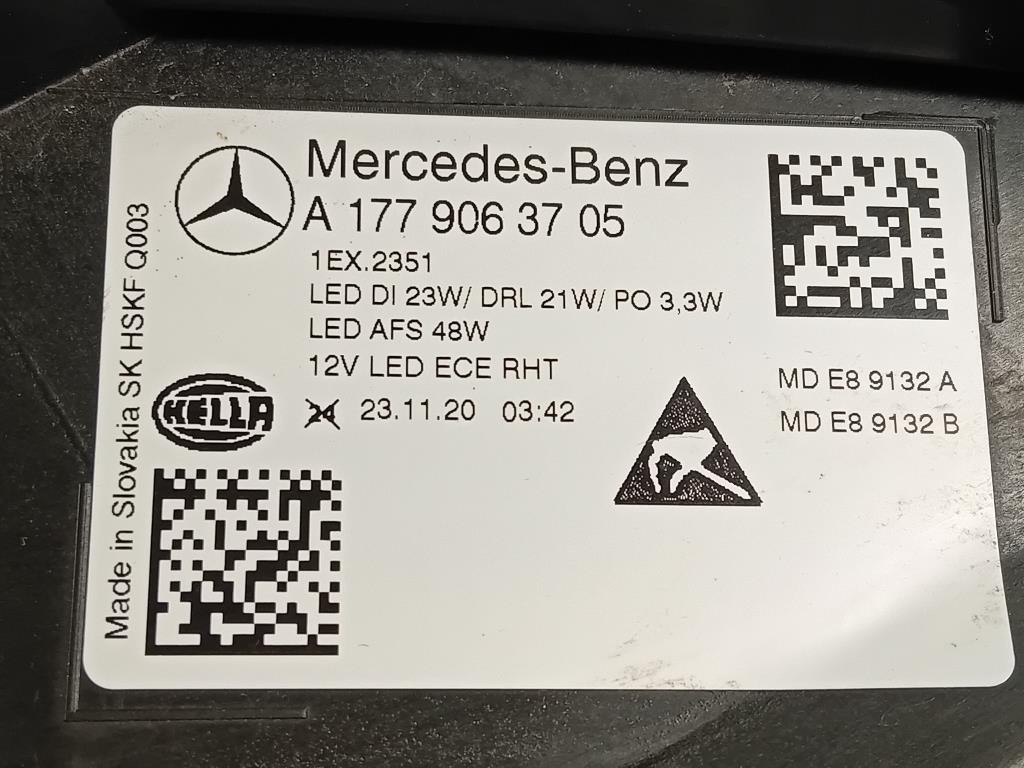 Mercedes-Benz
A 177 906 37 05
1EX.2351
LED DI 23W/ DRL 21W/ PO 3,3W
LED AFS 48W
12V LED ECE RHT
HELLA 24 23.11.20 03:42
MD E8 9132 A
MD E8 9132 B
Made in Slovakia SK HSKF Q003